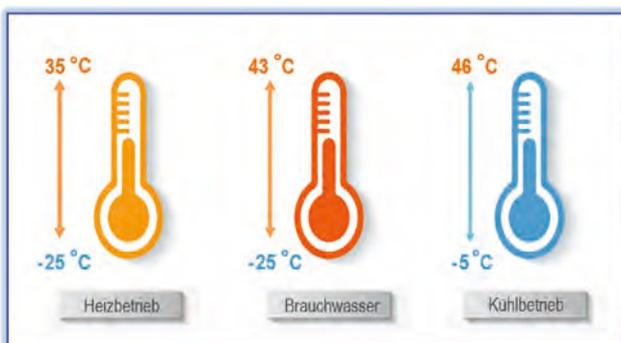 35 °C
43 °C
46 °C
-25 °C
-25 °C
-5 °C
Heizbetrieb
Brauchwasser
Kühlbetrieb